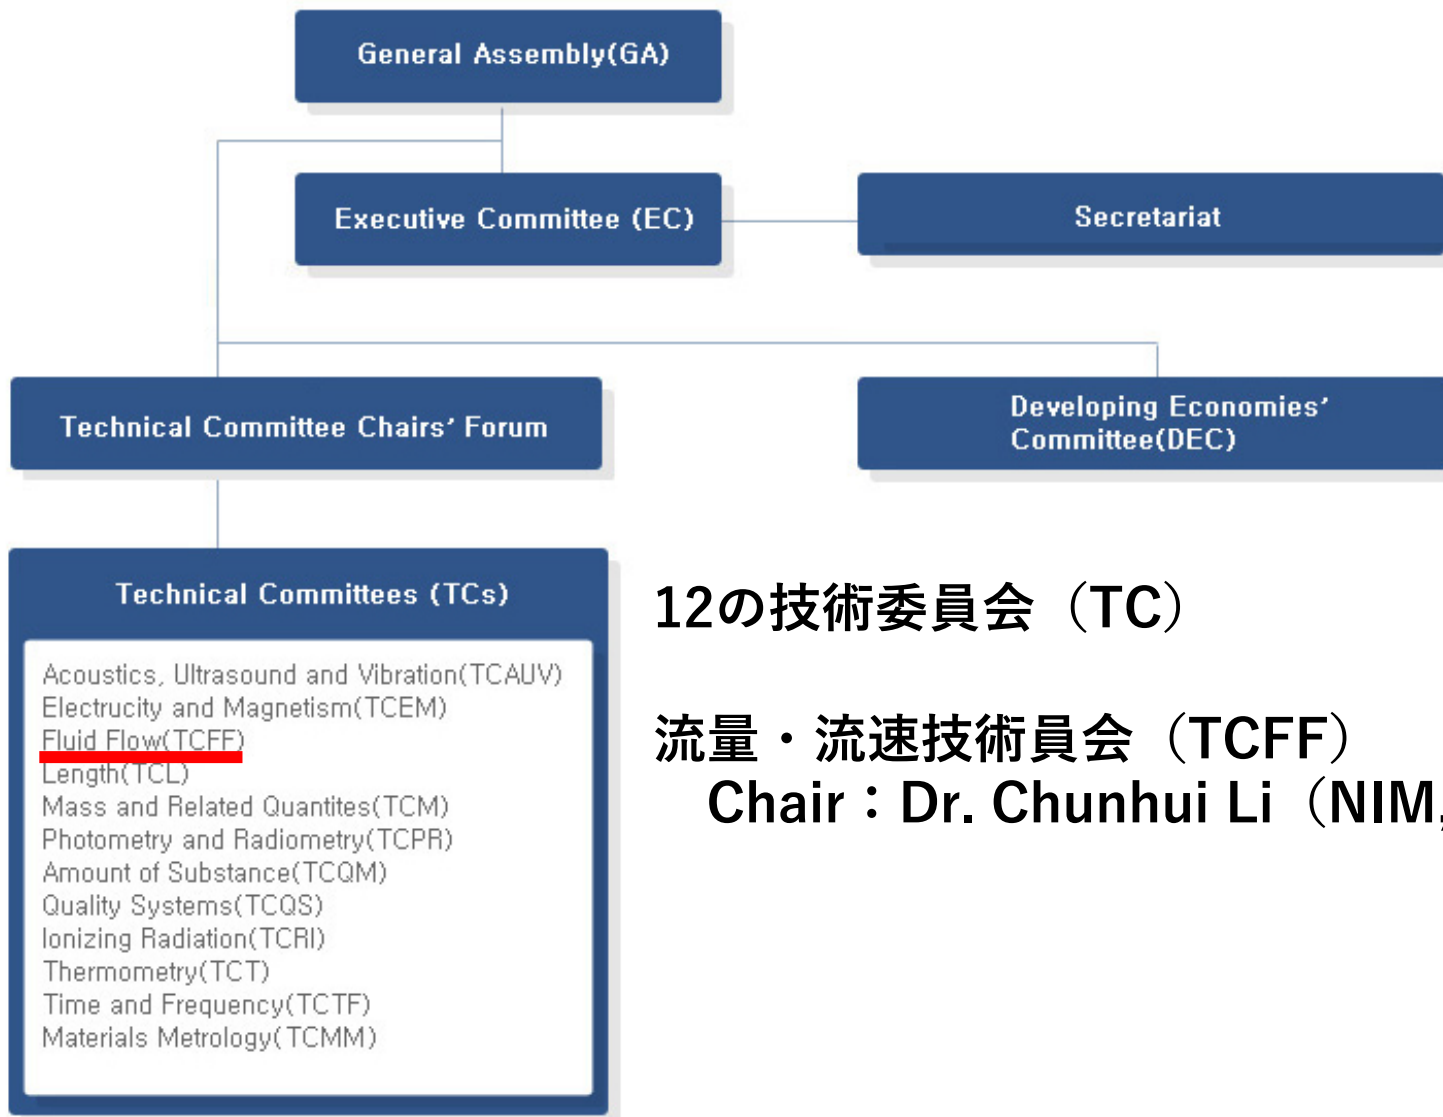 General Assembly(GA)
Executive Committee (EC)
Secretariat
Technical Committee Chairs' Forum
Developing Economies'
Committee(DEC)
Technical Committees (TCs)
Acoustics, Ultrasound and Vibration(TCAUV)
Electrucity and Magnetism(TCEM)
Fluid Flow(TCFF)
Length(TCL)
Mass and Related Quantites(TCM)
Photometry and Radiometry(TCPR)
Amount of Substance(TCQM)
Quality Systems(TCQS)
Ionizing Radiation(TCRI)
Thermometry(TCT)
Time and Frequency(TCTF)
Materials Metrology(TCMM)
12の技術委員会（TC）
流量・流速技術員会（TCFF）
Chair：Dr. Chunhui Li（NIM,